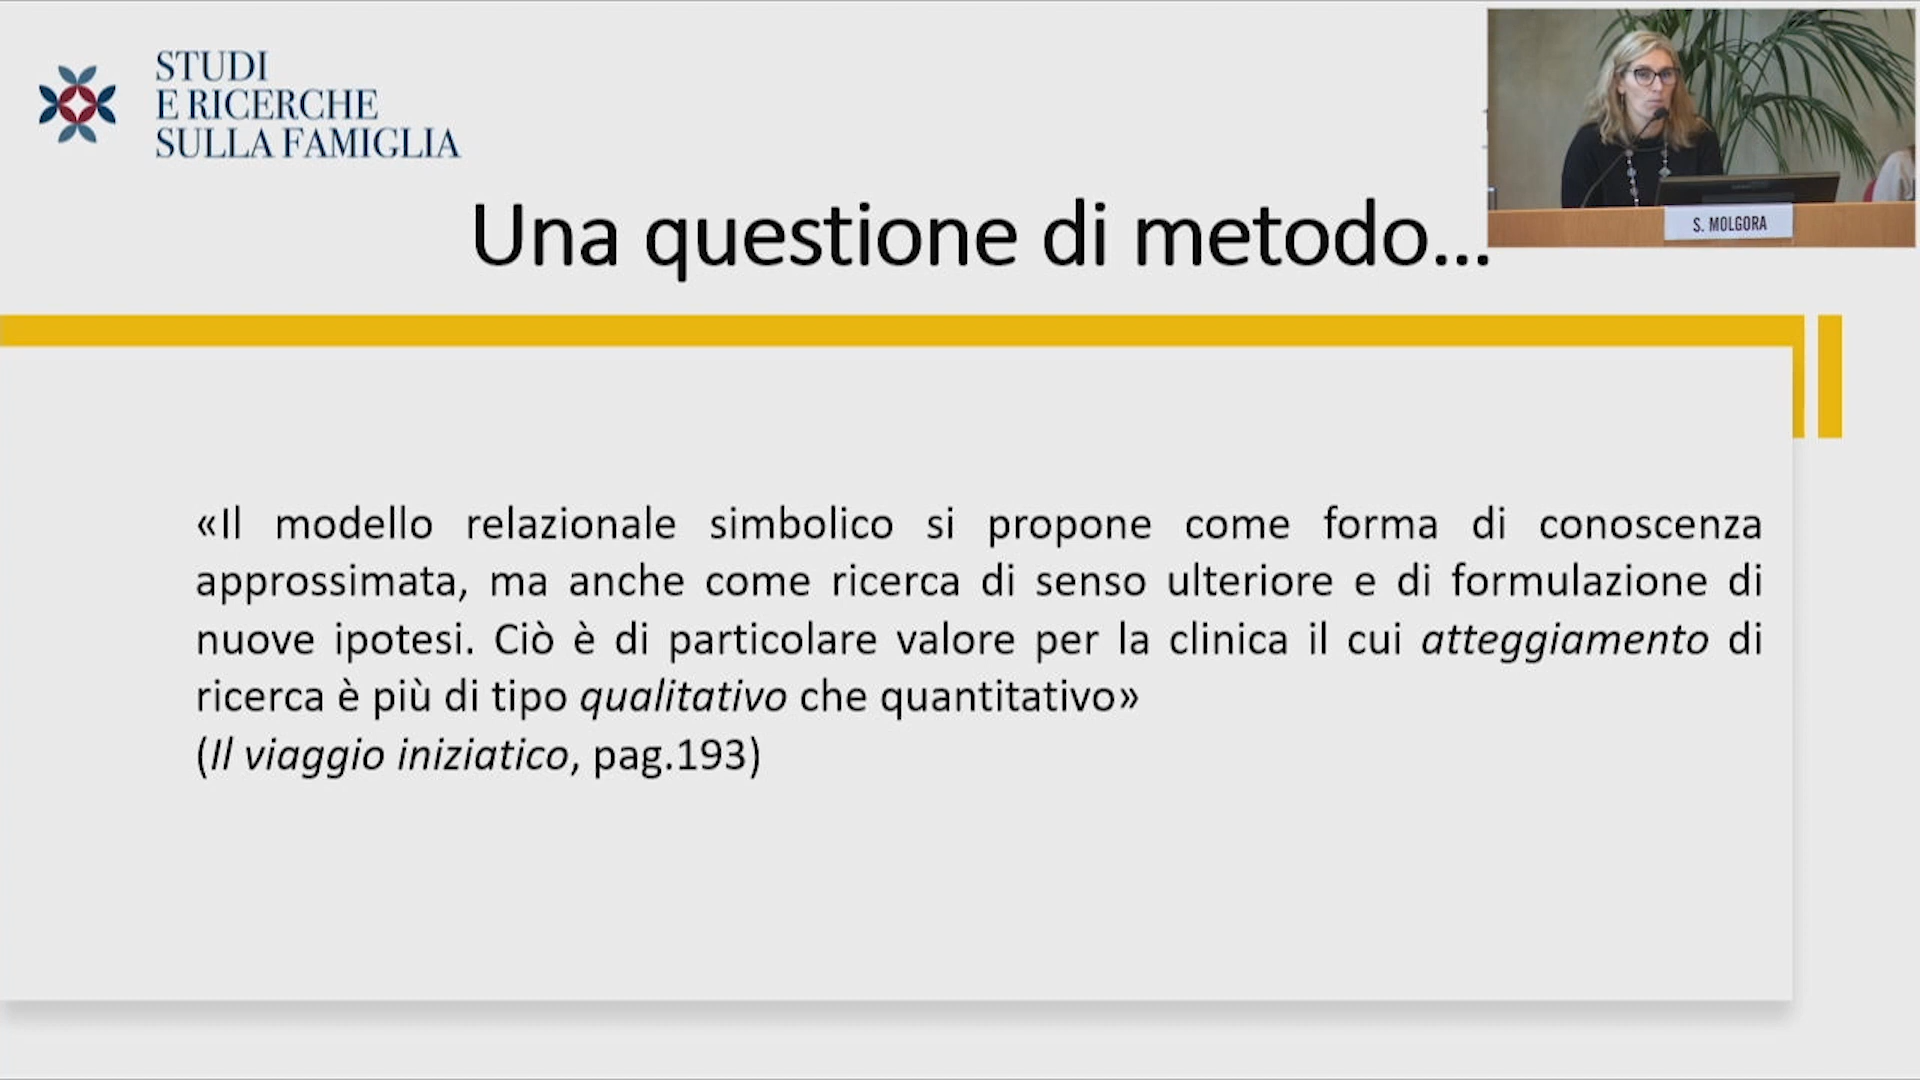 STUDI
E RICERCHE
SULLA FAMIGLIA
Una questione di metodo...
S. MOLGORA
«Il modello relazionale simbolico si propone come forma di conoscenza
approssimata, ma anche come ricerca di senso ulteriore e di formulazione di
nuove ipotesi. Ciò è di particolare valore per la clinica il cui atteggiamento di
ricerca è più di tipo qualitativo che quantitativo»
(Il viaggio iniziatico, pag.193)